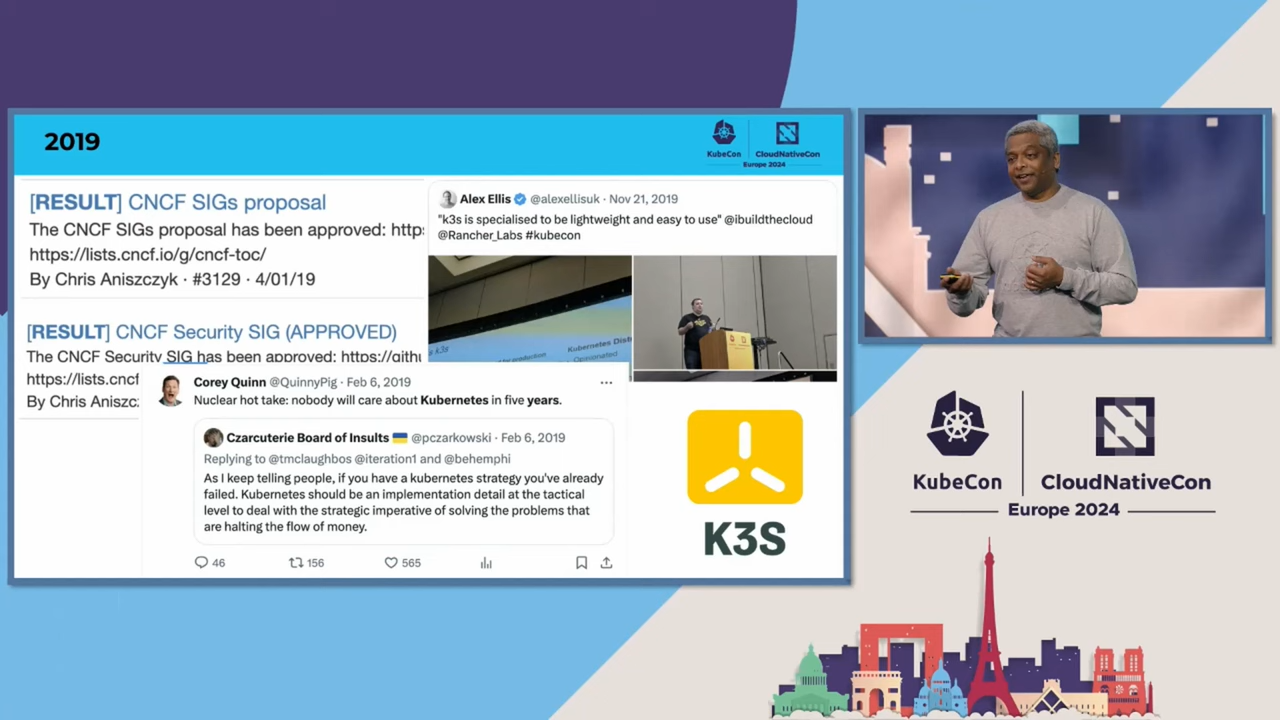 2019
KubeCon
CloudNativeCon
Europe 2024
[RESULT] CNCF SIGs proposal
The CNCF SIGs proposal has been approved: http:
https://lists.cncf.io/g/cncf-toc/
By Chris Aniszczyk · #3129 · 4/01/19
[RESULT] CNCF Security SIG (APPROVED)
The CNCF Security SIG has been approved: https://githu
https://lists.cncf
By Chris Anisz
Alex Ellis @alexellisuk · Nov 21, 2019
"k3s is specialised to be lightweight and easy to use" @ibuildthecloud
@Rancher_Labs #kubecon
k3s
Kubernetes Dist
Opinionated
Corey Quinn @QuinnyPig · Feb 6, 2019
Nuclear hot take: nobody will care about Kubernetes in five years.
Czarcuterie Board of Insults @pczarkowski · Feb 6, 2019
Replying to @tmclaughbos @iteration1 and @behemphi
As I keep telling people, if you have a kubernetes strategy you've already
failed. Kubernetes should be an implementation detail at the tactical
level to deal with the strategic imperative of solving the problems that
are halting the flow of money.
46
156
565
K3S
KubeCon
CloudNativeCon
Europe 2024